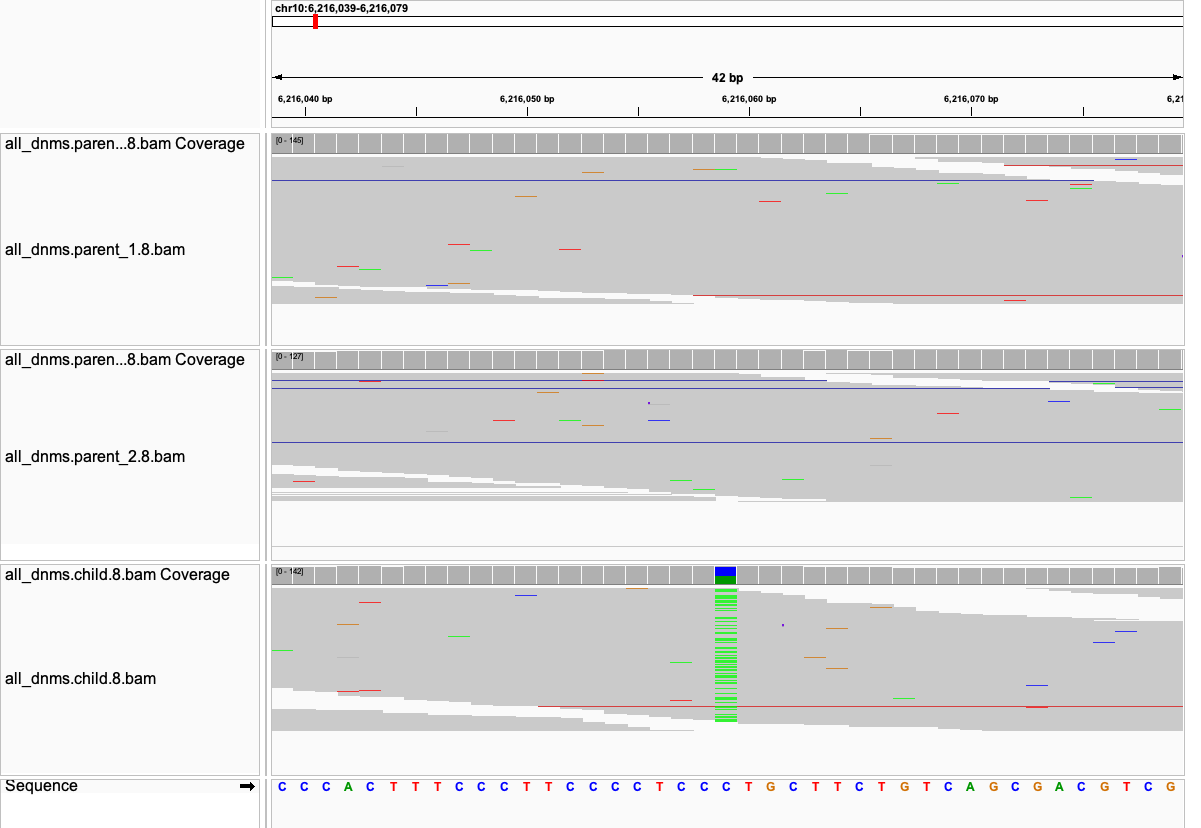 chr10:6,216,039-6,216,079
42 bp
6,216,040 bp 6,216,050 bp 6,216,060 bp 6,216,070 bp 6,21
all_dnms.paren...8.bam Coverage
[0 - 145]
all_dnms.parent_1.8.bam
all_dnms.paren...8.bam Coverage
[0 - 127]
all_dnms.parent_2.8.bam
all_dnms.child.8.bam Coverage
[0 - 142]
all_dnms.child.8.bam
Sequence C C C A C T T T C C C T T C C C C T C C C T G C T T C T G T C A G C G A C G T C G